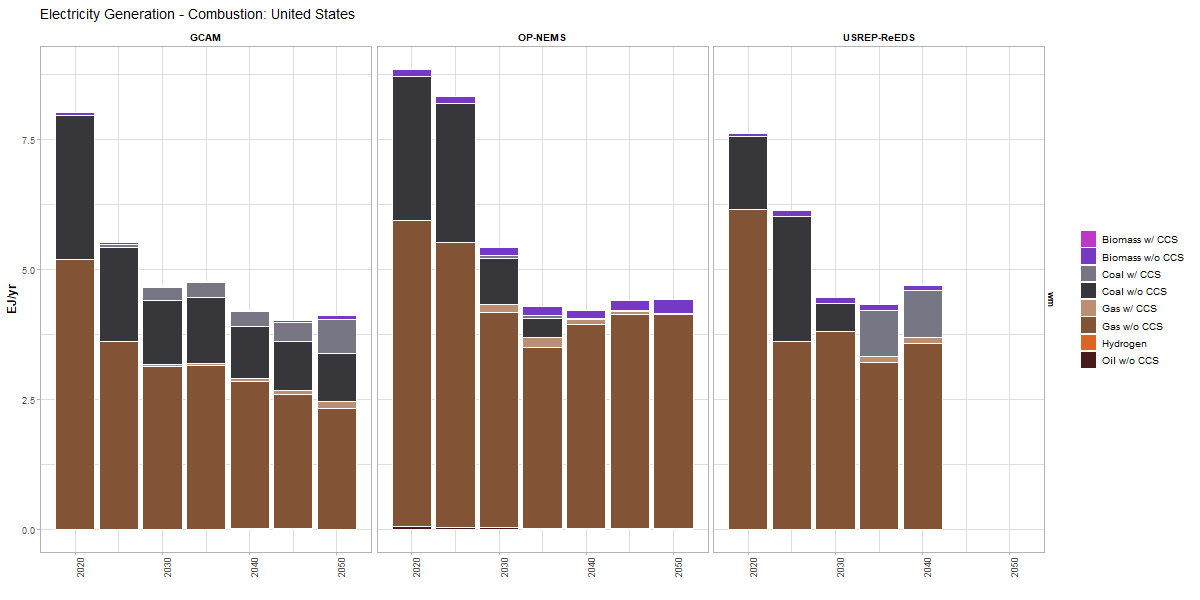 Electricity Generation - Combustion: United States
GCAM
OP-NEMS
USREP-ReEDS
EJ/yr
7.5
5.0
2.5
0.0
2020
2030
2040
2050
2020
2030
2040
2050
2020
2030
2040
2050
wm
Biomass w/ CCS
Biomass w/o CCS
Coal w/ CCS
Coal w/o CCS
Gas w/ CCS
Gas w/o CCS
Hydrogen
Oil w/o CCS